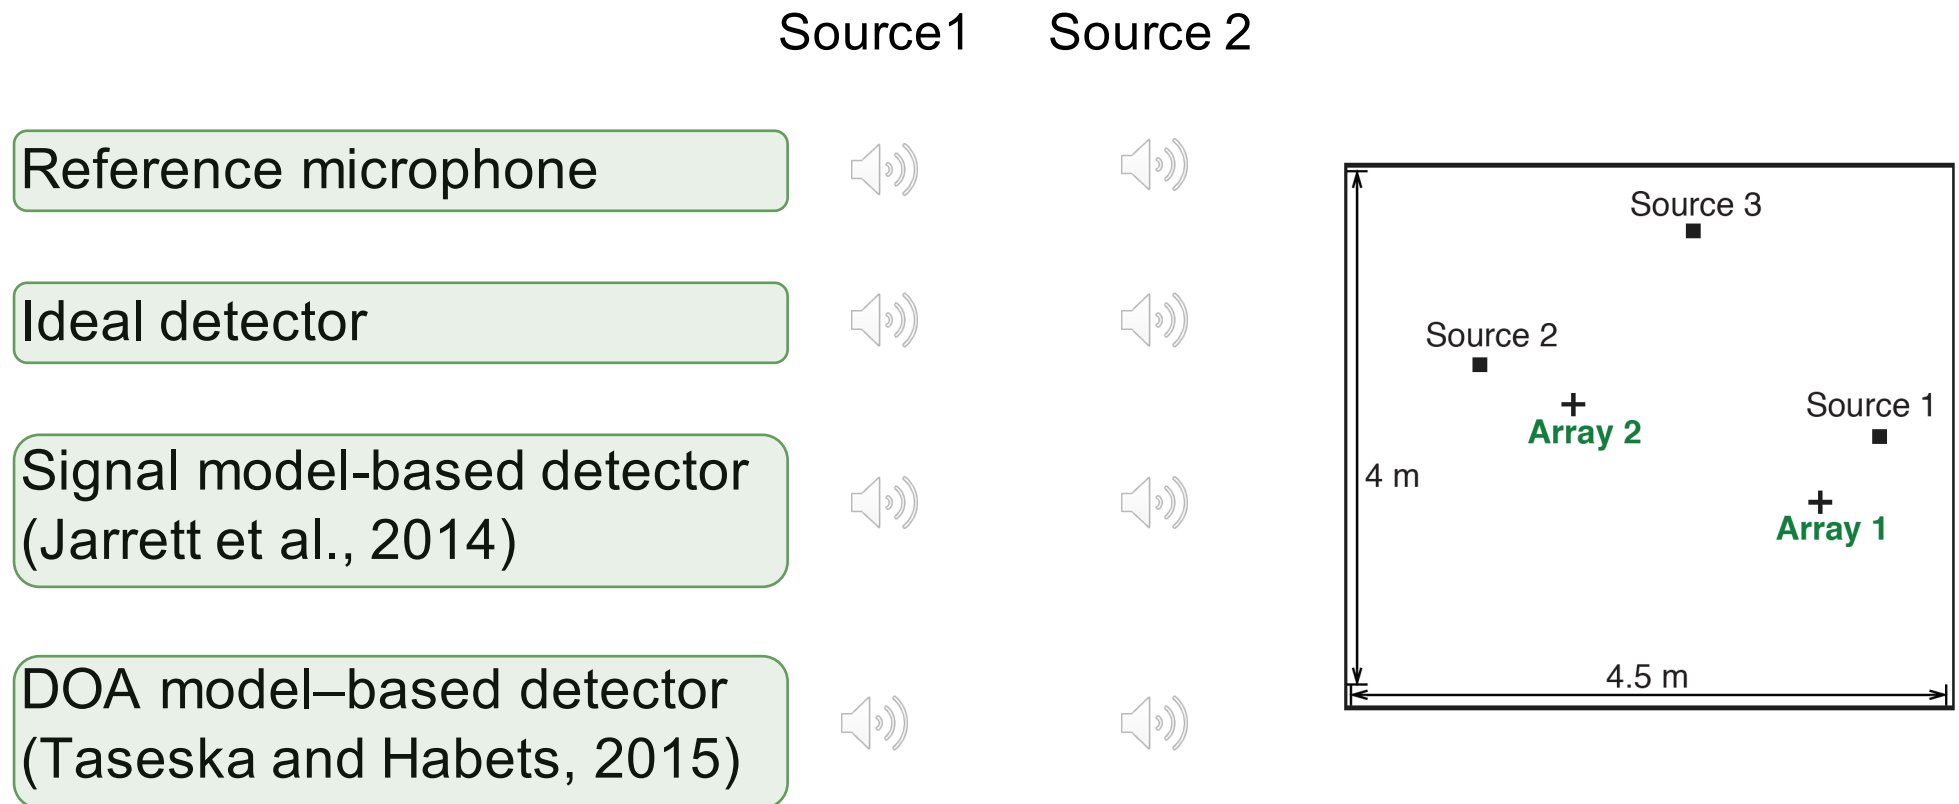 Source1 Source 2
Reference microphone
Ideal detector
Signal model-based detector
(Jarrett et al., 2014)
DOA model–based detector
(Taseska and Habets, 2015)
Source 3
Source 2
Array 2
Source 1
4 m
Array 1
4.5 m